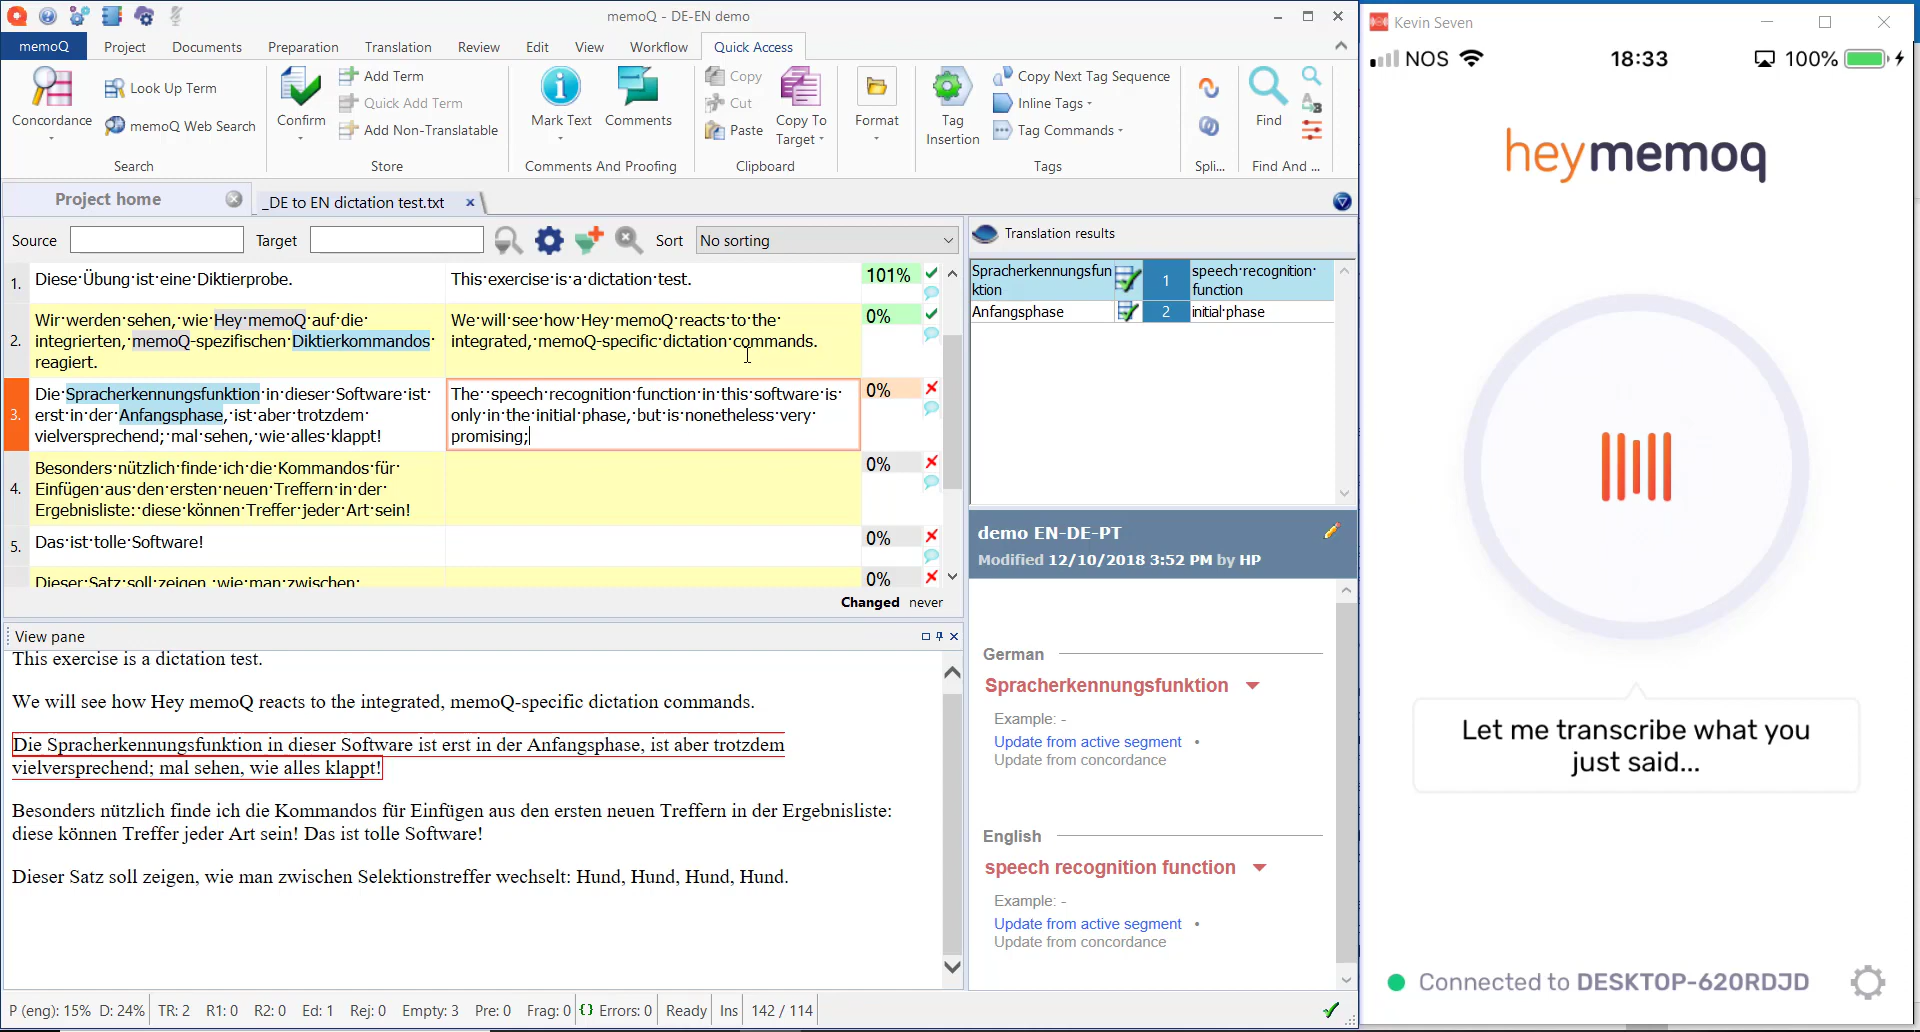 memoQ - DE-EN demo
memoQ
Project
Documents
Preparation
Translation
Review
Edit
View
Workflow
Quick Access
Concordance
Look Up Term
memoQ Web Search
Search
Confirm
Add Term
Quick Add Term
Add Non-Translatable
Store
Mark Text
Comments
Comments And Proofing
Copy
Cut
Paste
Copy To
Target
Clipboard
Format
Tag
Insertion
Copy Next Tag Sequence
Inline Tags
Tag Commands
Tags
Spli...
Find
Find And ...
Project home
_DE to EN dictation test.txt
Source
Target
Sort
No sorting
1.
Diese·Übung·ist·eine·Diktierprobe.
This·exercise·is·a·dictation·test.
101%
2.
Wir·werden·sehen,·wie·Hey·memoQ·auf·die·
integrierten,·memoQ-spezifischen·Diktierkommandos·
reagiert.
We·will·see·how·Hey·memoQ·reacts·to·the·
integrated,·memoQ-specific·dictation·commands.
0%
3.
Die·Spracherkennungsfunktion·in·dieser·Software·ist·
erst·in·der·Anfangsphase,·ist·aber·trotzdem·
vielversprechend;·mal·sehen,·wie·alles·klappt!
The··speech·recognition·function·in·this·software·is·
only·in·the·initial·phase,·but·is·nonetheless·very·
promising;
0%
4.
Besonders·nützlich·finde·ich·die·Kommandos·für·
Einfügen·aus·den·ersten·neuen·Treffern·in·der·
Ergebnisliste:·diese·können·Treffer·jeder·Art·sein!
0%
5.
Das·ist·tolle·Software!
0%
Dieser·Satz·soll·zeigen,·wie·man·zwischen·
0%
Changed never
View pane
This exercise is a dictation test.
We will see how Hey memoQ reacts to the integrated, memoQ-specific dictation commands.
Die Spracherkennungsfunktion in dieser Software ist erst in der Anfangsphase, ist aber trotzdem
vielversprechend; mal sehen, wie alles klappt!
Besonders nützlich finde ich die Kommandos für Einfügen aus den ersten neuen Treffern in der Ergebnisliste:
diese können Treffer jeder Art sein! Das ist tolle Software!
Dieser Satz soll zeigen, wie man zwischen Selektionstreffer wechselt: Hund, Hund, Hund, Hund.
P (eng): 15% D: 24% TR: 2 R1: 0 R2: 0 Ed: 1 Rej: 0 Empty: 3 Pre: 0 Frag: 0 {} Errors: 0 Ready Ins 142 / 114
Translation results
Spracherkennungsfun
ktion
1
speech·recognition·
function
Anfangsphase
2
initial·phase
demo EN-DE-PT
Modified 12/10/2018 3:52 PM by HP
German
Spracherkennungsfunktion
Example: -
Update from active segment •
Update from concordance
English
speech recognition function
Example: -
Update from active segment •
Update from concordance
Kevin Seven
NOS
18:33
100%
heymemoq
Let me transcribe what you
just said...
Connected to DESKTOP-620RDJD